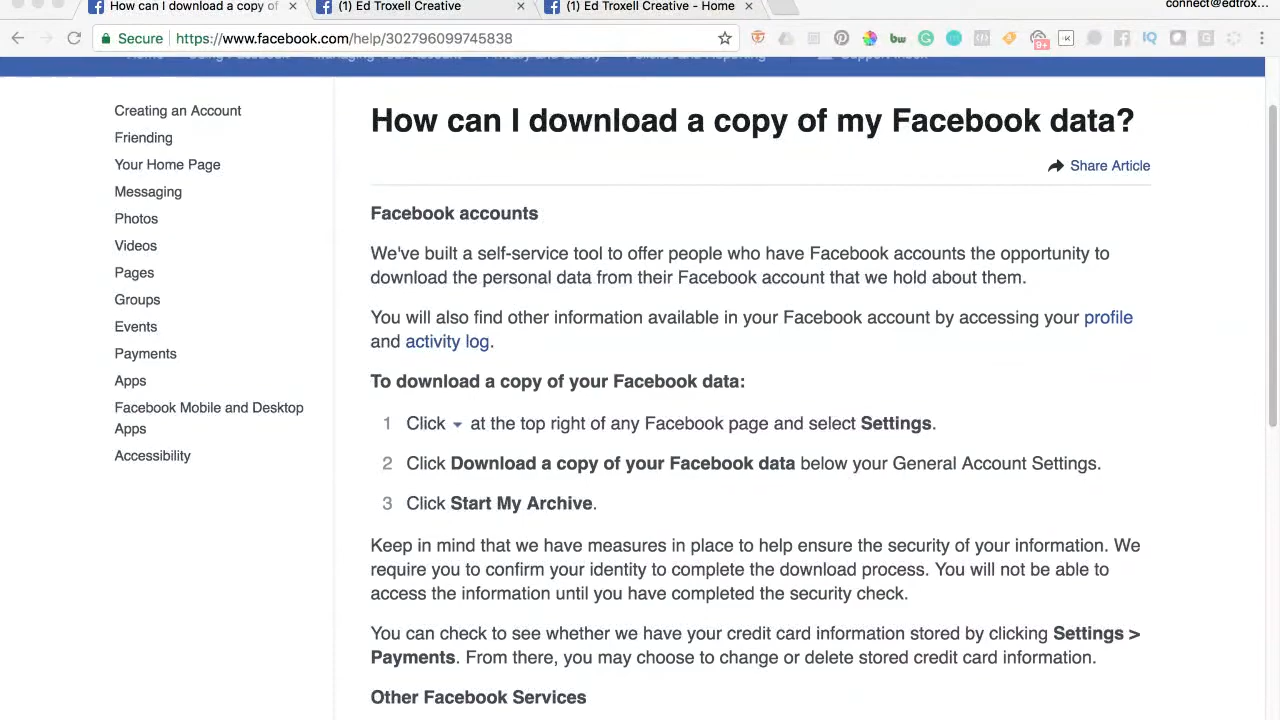 How can I download a copy of
(1) Ed Troxell Creative
(1) Ed Troxell Creative - Home
connect@edtrox...
Secure
https://www.facebook.com/help/302796099745838
bw
9+
IQ
Creating an Account
Friending
Your Home Page
Messaging
Photos
Videos
Pages
Groups
Events
Payments
Apps
Facebook Mobile and Desktop
Apps
Accessibility
How can I download a copy of my Facebook data?
Share Article
Facebook accounts
We've built a self-service tool to offer people who have Facebook accounts the opportunity to
download the personal data from their Facebook account that we hold about them.
You will also find other information available in your Facebook account by accessing your profile
and activity log.
To download a copy of your Facebook data:
1 Click at the top right of any Facebook page and select Settings.
2 Click Download a copy of your Facebook data below your General Account Settings.
3 Click Start My Archive.
Keep in mind that we have measures in place to help ensure the security of your information. We
require you to confirm your identity to complete the download process. You will not be able to
access the information until you have completed the security check.
You can check to see whether we have your credit card information stored by clicking Settings >
Payments. From there, you may choose to change or delete stored credit card information.
Other Facebook Services